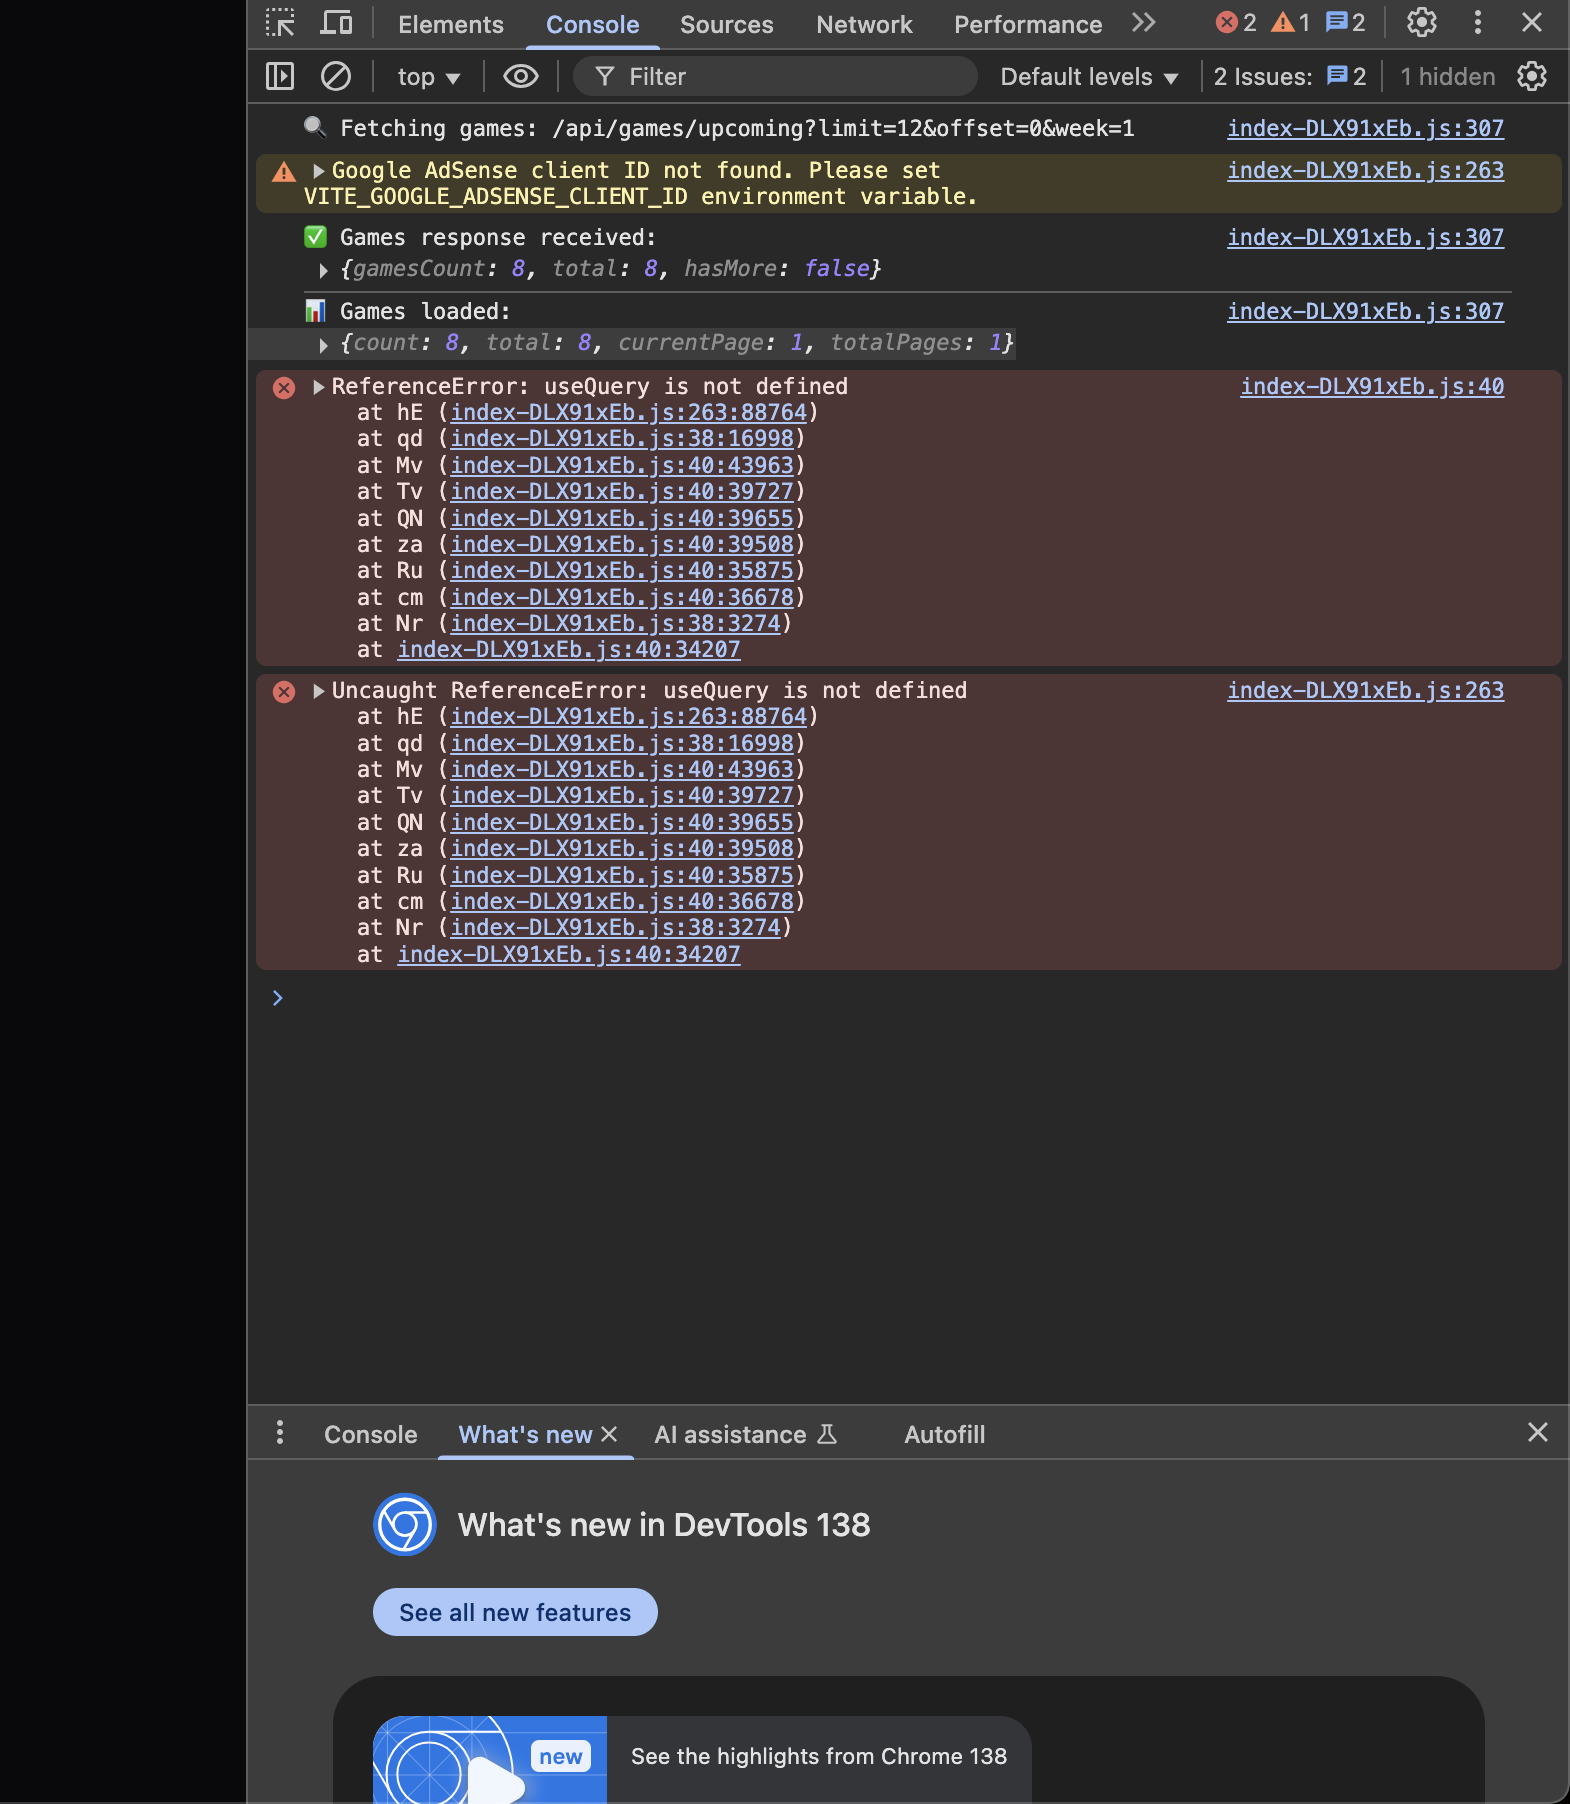 Elements Console Sources Network Performance 2 1 2
top Filter Default levels 2 Issues: 2 1 hidden
Fetching games: /api/games/upcoming?limit=12&offset=0&week=1 index-DLX91xEb.js:307
Google AdSense client ID not found. Please set index-DLX91xEb.js:263
VITE_GOOGLE_ADSENSE_CLIENT_ID environment variable.
Games response received: index-DLX91xEb.js:307
{gamesCount: 8, total: 8, hasMore: false}
Games loaded: index-DLX91xEb.js:307
{count: 8, total: 8, currentPage: 1, totalPages: 1}
ReferenceError: useQuery is not defined index-DLX91xEb.js:40
at hE (index-DLX91xEb.js:263:88764)
at qd (index-DLX91xEb.js:38:16998)
at Mv (index-DLX91xEb.js:40:43963)
at Tv (index-DLX91xEb.js:40:39727)
at QN (index-DLX91xEb.js:40:39655)
at za (index-DLX91xEb.js:40:39508)
at Ru (index-DLX91xEb.js:40:35875)
at cm (index-DLX91xEb.js:40:36678)
at Nr (index-DLX91xEb.js:38:3274)
at index-DLX91xEb.js:40:34207
Uncaught ReferenceError: useQuery is not defined index-DLX91xEb.js:263
at hE (index-DLX91xEb.js:263:88764)
at qd (index-DLX91xEb.js:38:16998)
at Mv (index-DLX91xEb.js:40:43963)
at Tv (index-DLX91xEb.js:40:39727)
at QN (index-DLX91xEb.js:40:39655)
at za (index-DLX91xEb.js:40:39508)
at Ru (index-DLX91xEb.js:40:35875)
at cm (index-DLX91xEb.js:40:36678)
at Nr (index-DLX91xEb.js:38:3274)
at index-DLX91xEb.js:40:34207
Console What's new AI assistance Autofill
What's new in DevTools 138
See all new features
new See the highlights from Chrome 138